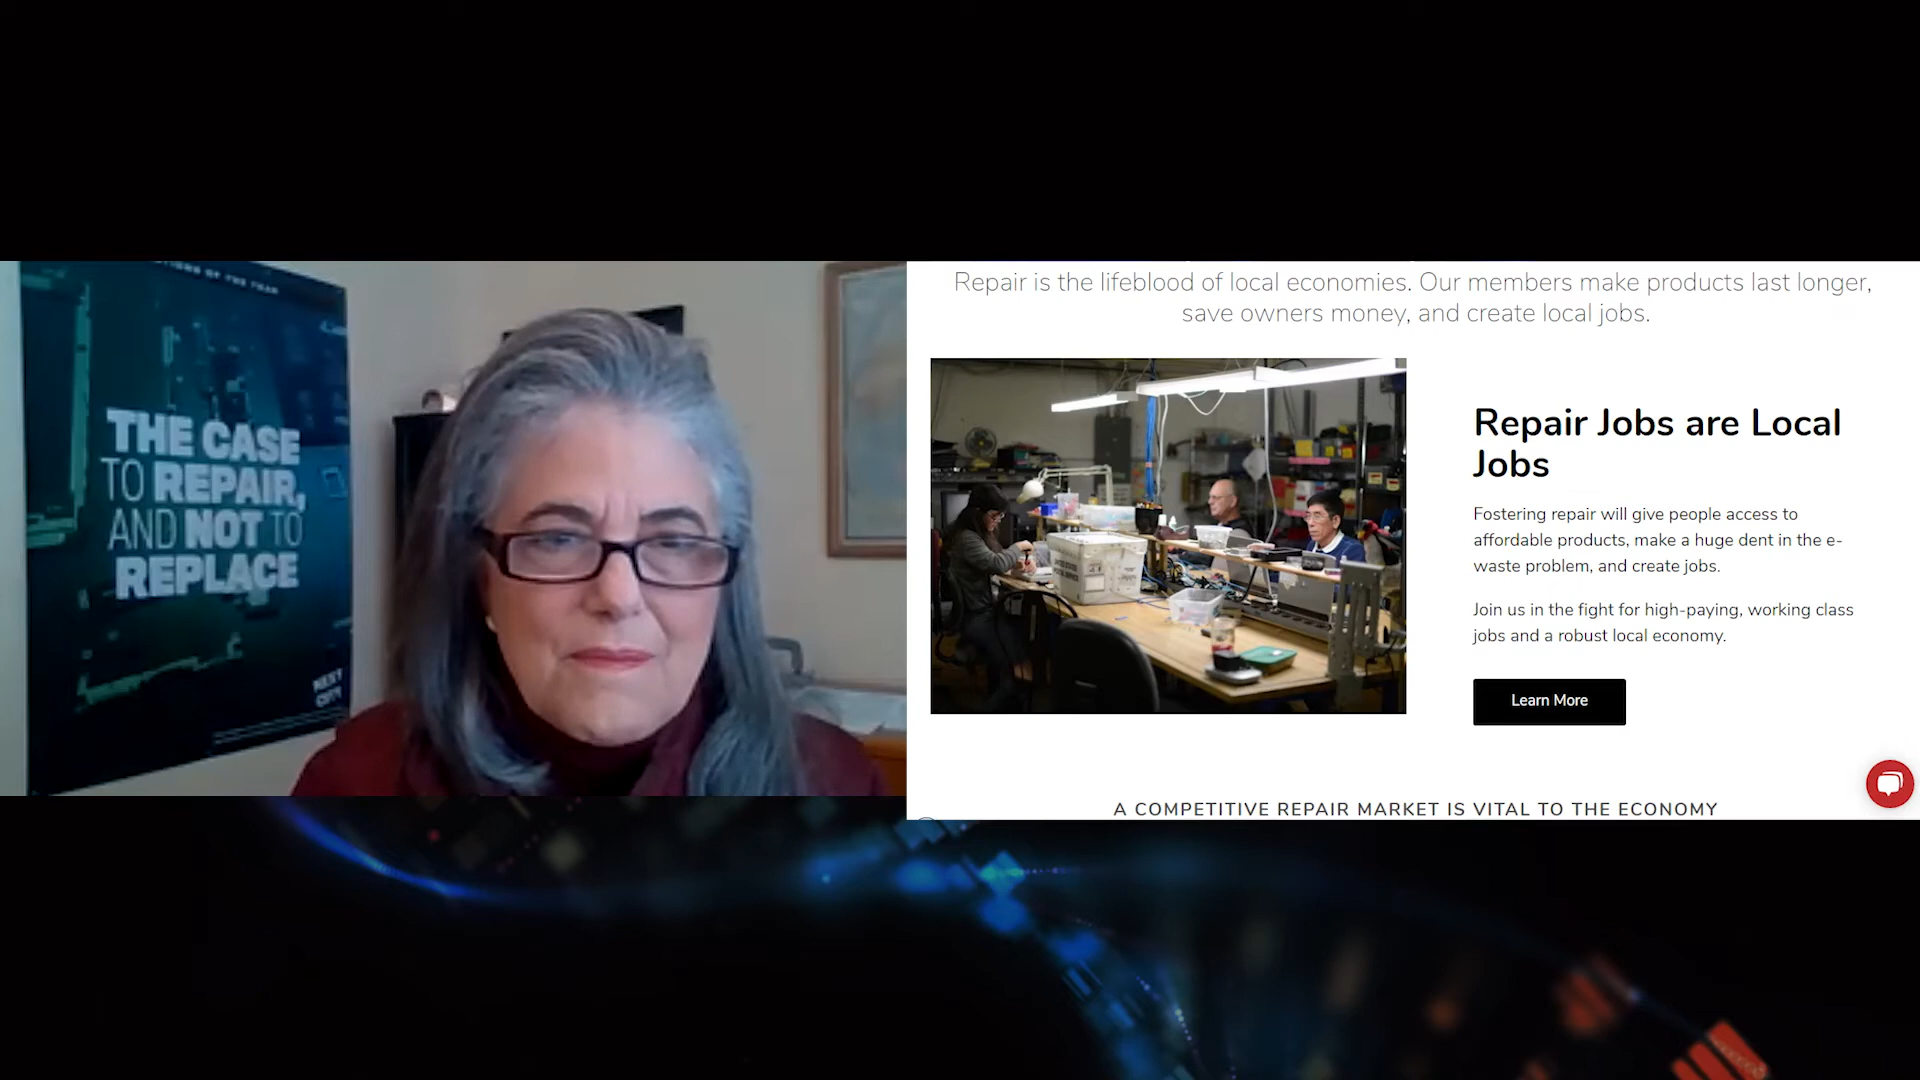 THE CASE
TO REPAIR,
AND NOT TO
REPLACE
NEXT
CITY
Repair is the lifeblood of local economies. Our members make products last longer,
save owners money, and create local jobs.
Repair Jobs are Local
Jobs
Fostering repair will give people access to
affordable products, make a huge dent in the e-
waste problem, and create jobs.
Join us in the fight for high-paying, working class
jobs and a robust local economy.
Learn More
A COMPETITIVE REPAIR MARKET IS VITAL TO THE ECONOMY